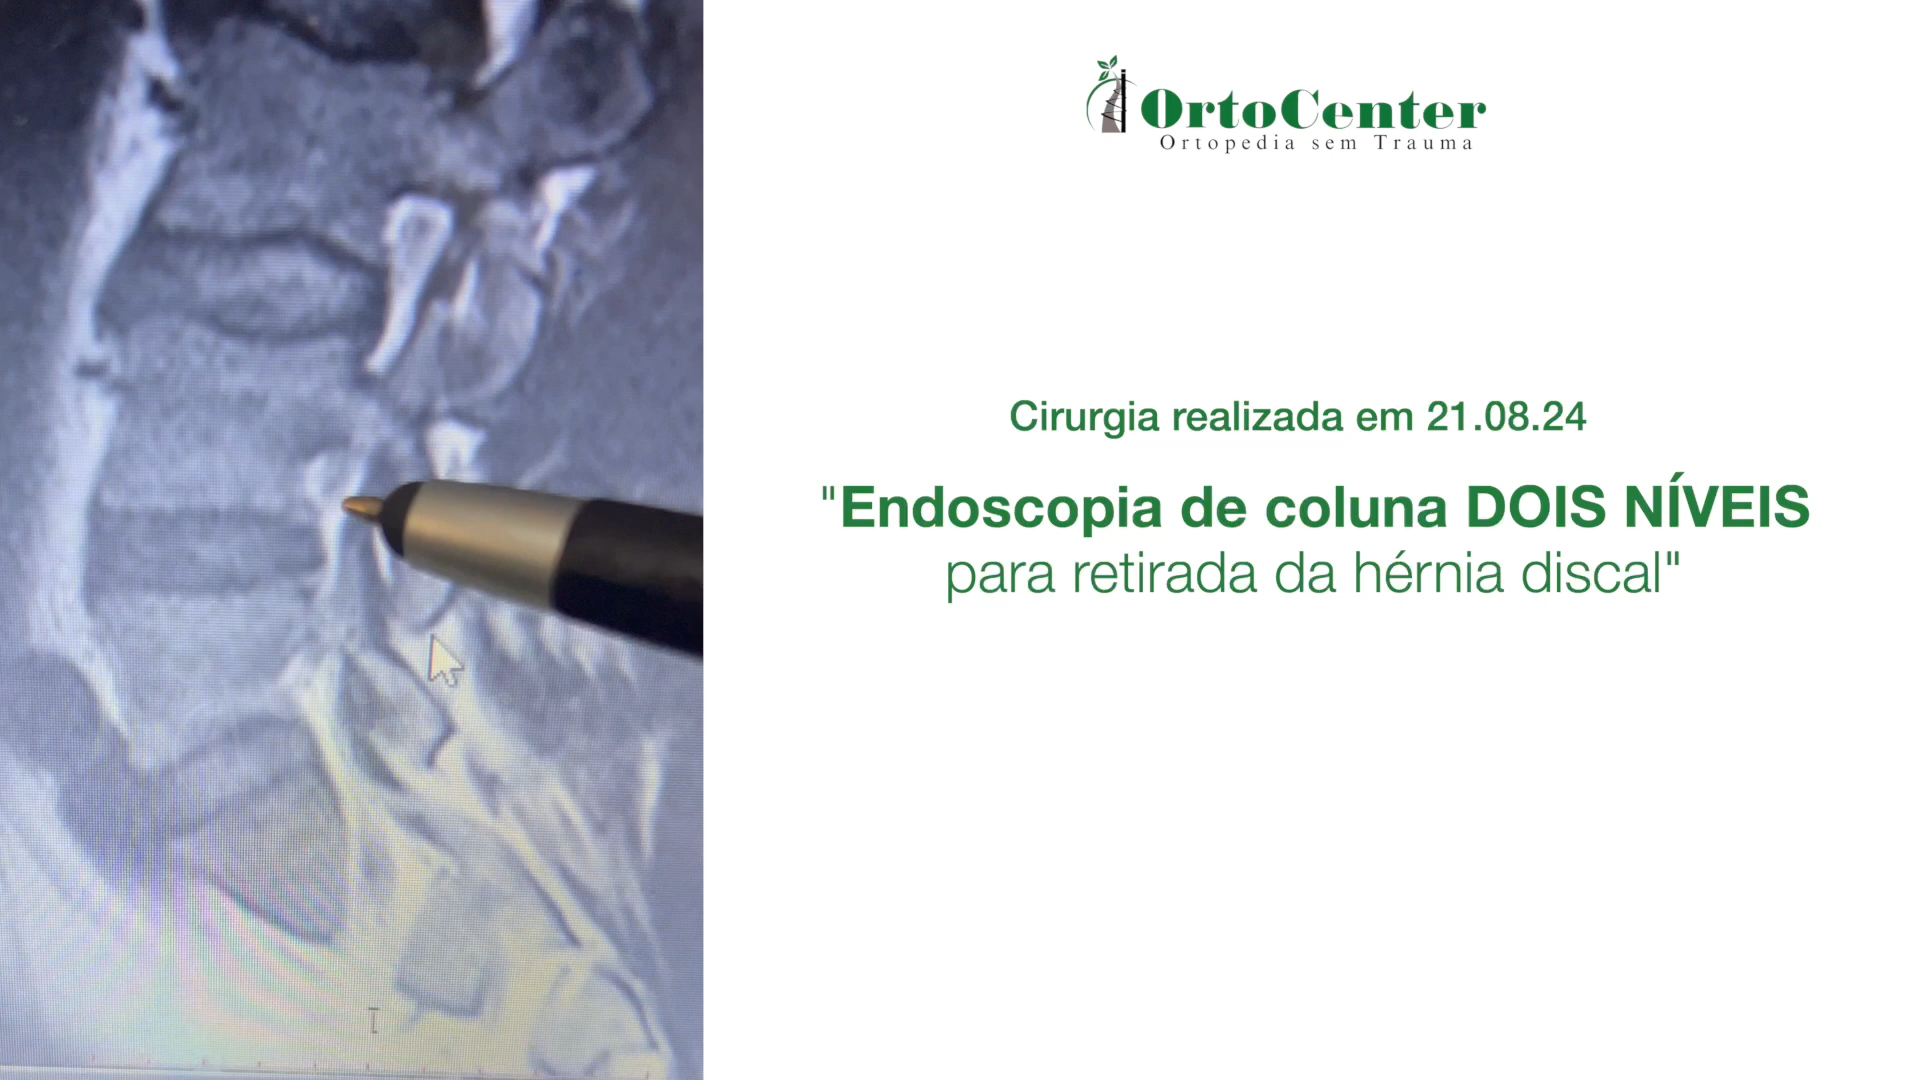 OrtoCenter
Ortopedia sem Trauma
Cirurgia realizada em 21.08.24
"Endoscopia de coluna DOIS NÍVEIS
para retirada da hérnia discal"